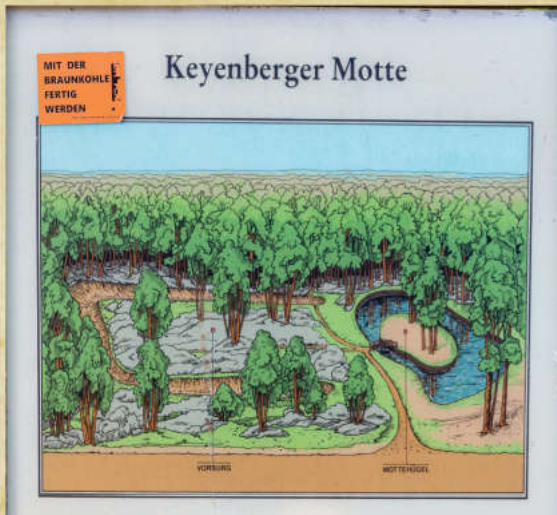 Keyenberger Motte
MIT DER
BRAUNKOHLE
FERTIG
WERDEN
VORBURG
MOTTEHÜGEL